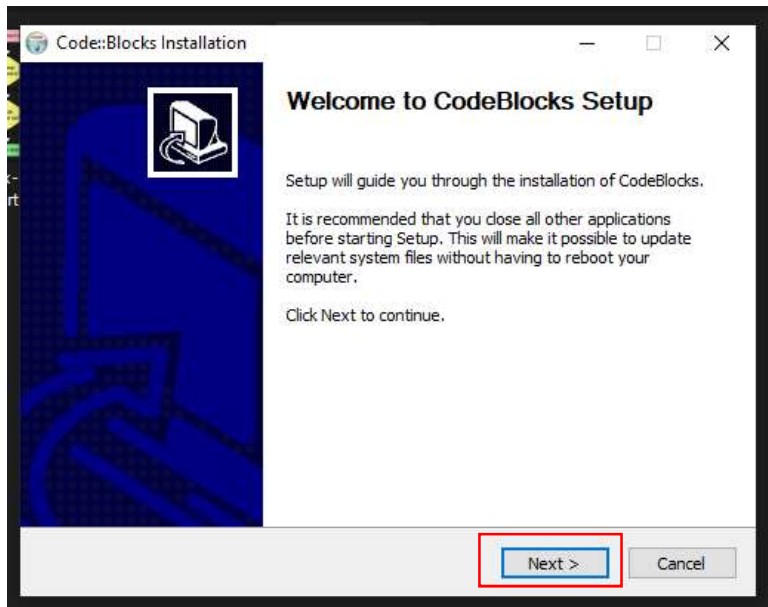 Code::Blocks Installation
Welcome to CodeBlocks Setup
Setup will guide you through the installation of CodeBlocks.
It is recommended that you close all other applications
before starting Setup. This will make it possible to update
relevant system files without having to reboot your
computer.
Click Next to continue.
Next >
Cancel